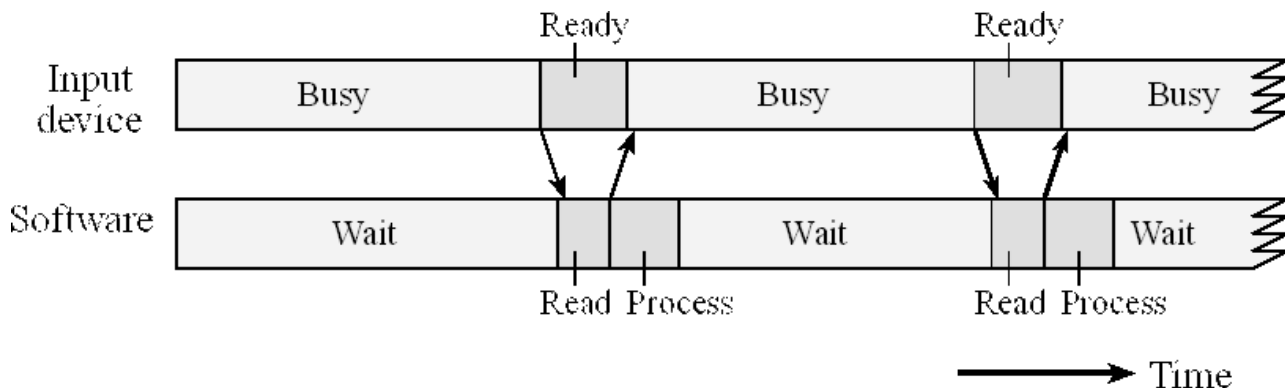 Ready Ready
Input device
Busy Busy Busy
Software
Wait Wait Wait
Read Process Read Process
Time